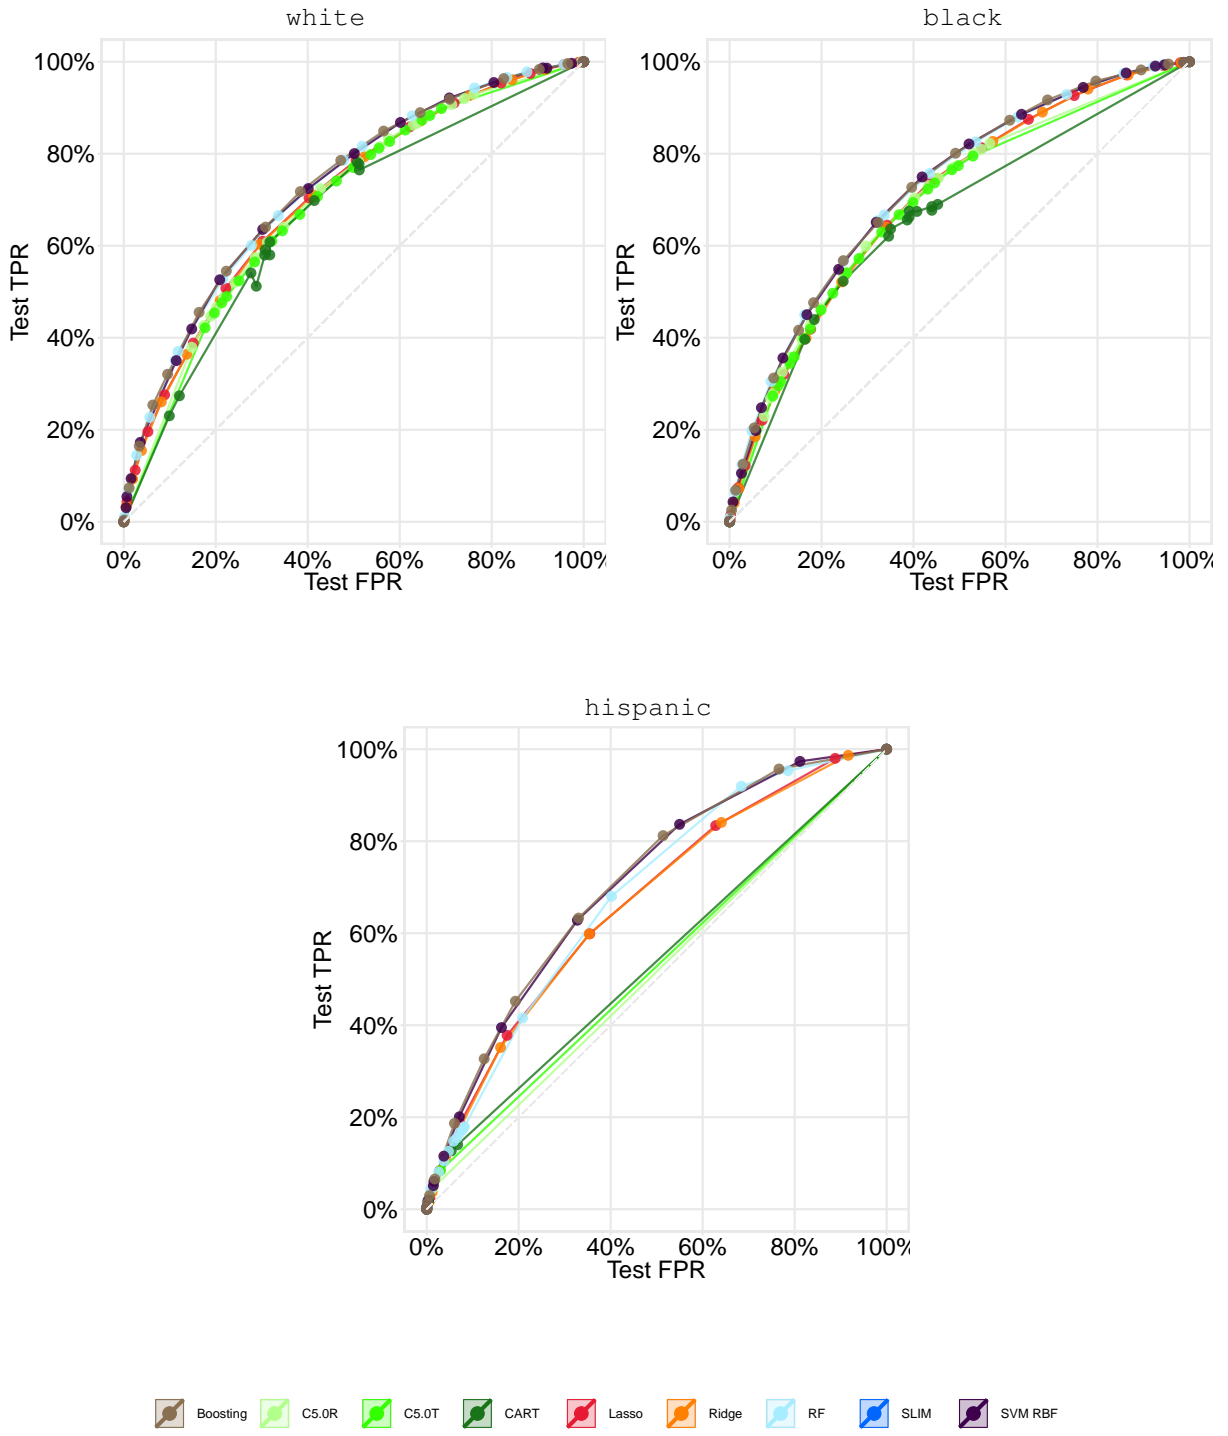 white
black
100%
80%
60%
40%
20%
0%
Test TPR
0% 20% 40% 60% 80% 100%
Test FPR
100%
80%
60%
40%
20%
0%
Test TPR
0% 20% 40% 60% 80% 100%
Test FPR
hispanic
100%
80%
60%
40%
20%
0%
Test TPR
0% 20% 40% 60% 80% 100%
Test FPR
Boosting C5.0R C5.0T CART Lasso Ridge RF SLIM SVM RBF